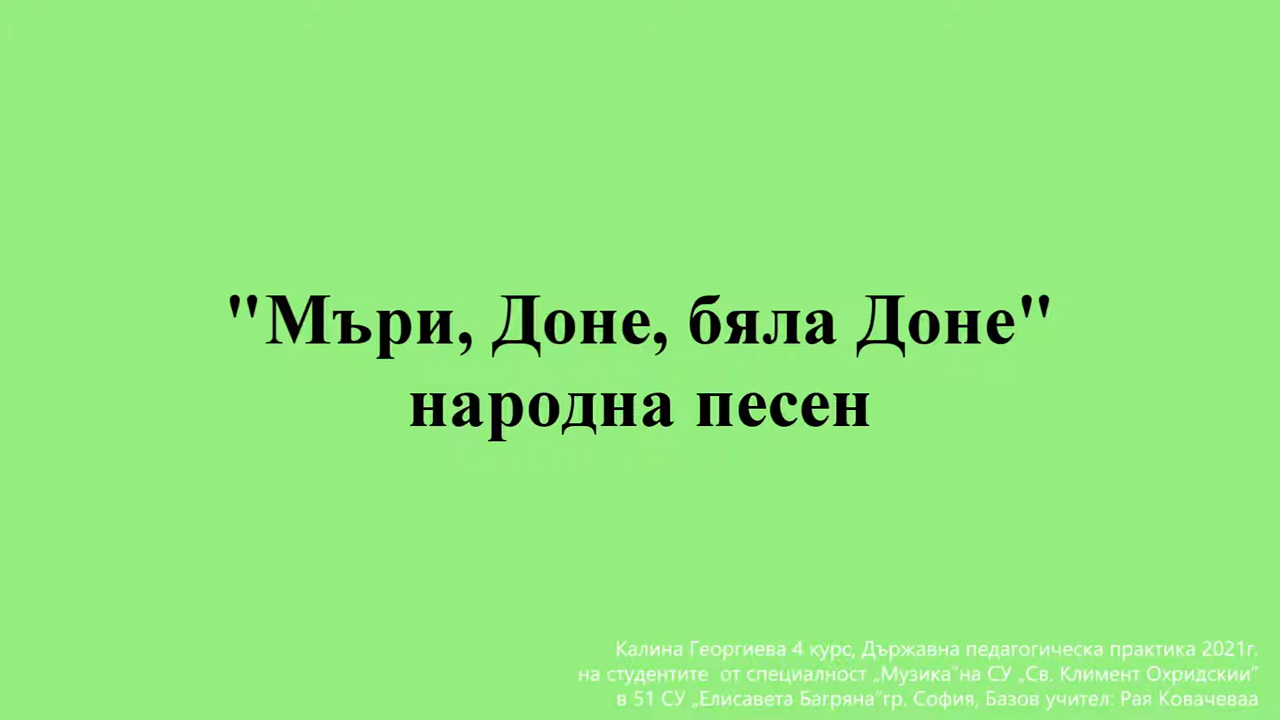 "Мъри, Доне, бяла Доне"
народна песен
Калина Георгиева 4 курс, Държавна педагогическа практика 2021г.
на студентите  от специалност „Музика"на СУ „Св. Климент Охридскии"
в 51 СУ „Елисавета Багряна"гр. София, Базов учител: Рая Ковачеваа